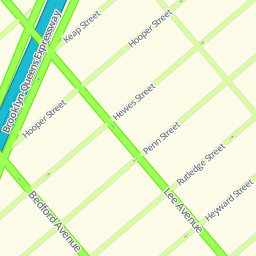 Keap Street
Hooper Street
Brooklyn-Queens Expressway
Hewes Street
Hooper Street
Penn Street
Rutledge Street
Lee Avenue
Heyward Street
Bedford Avenue